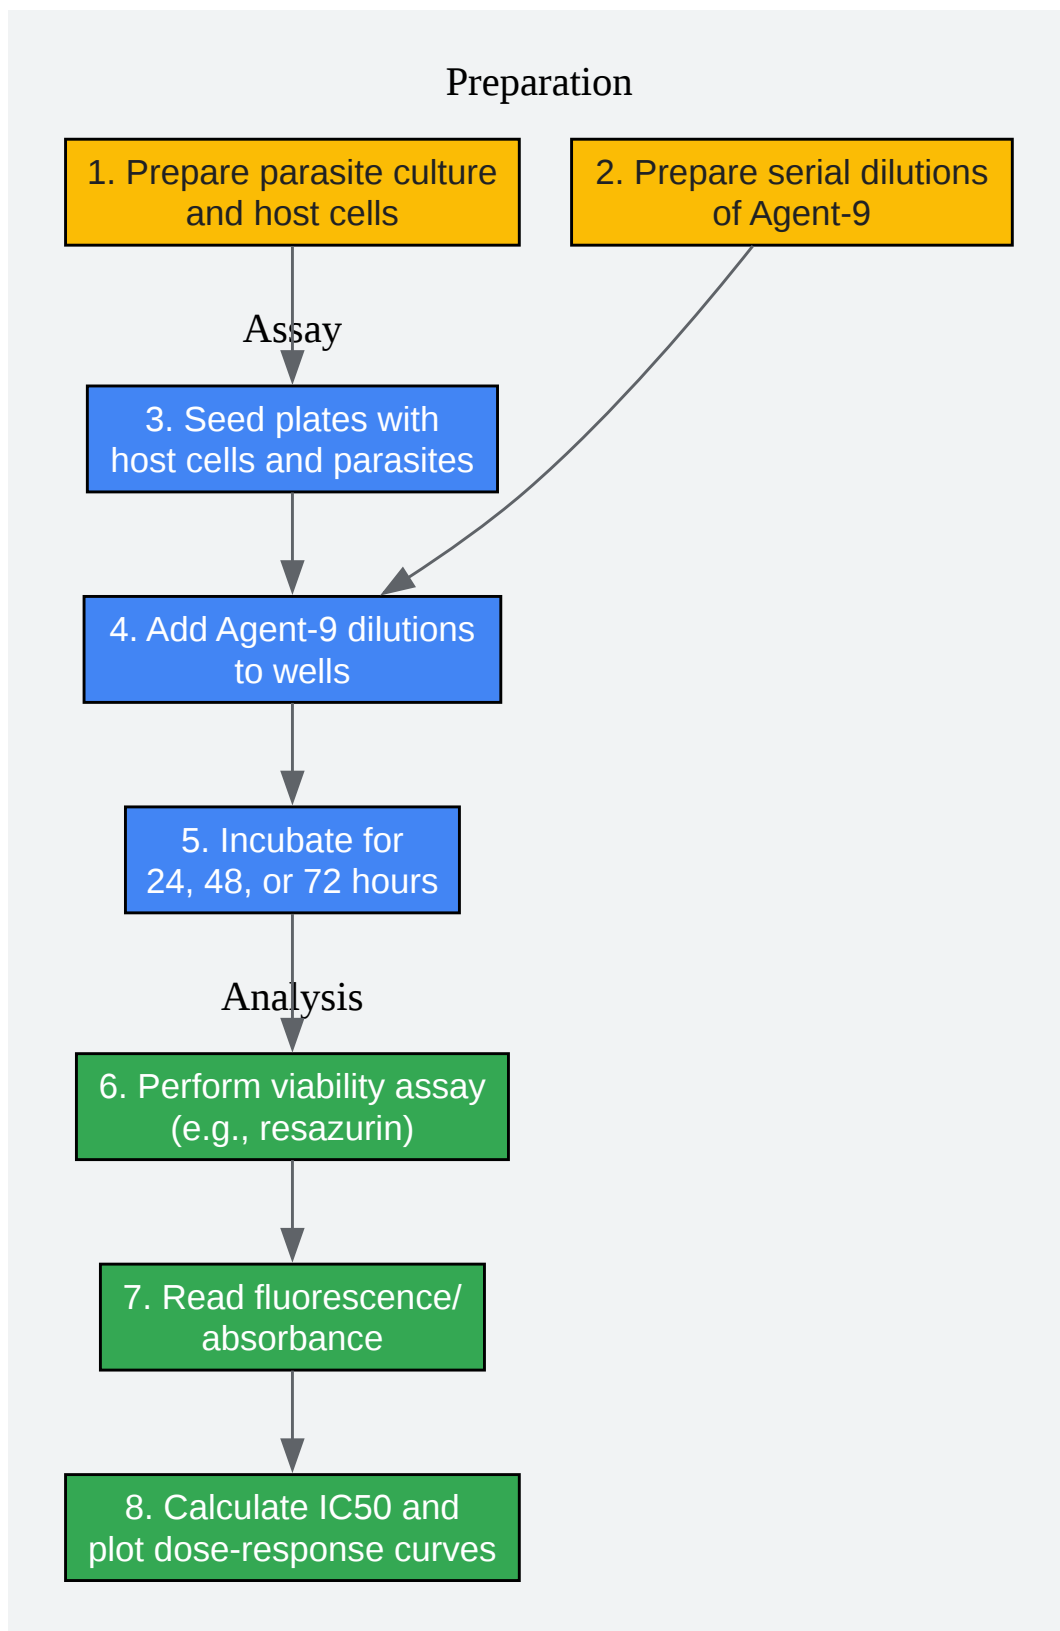 Preparation
1. Prepare parasite culture
and host cells
2. Prepare serial dilutions
of Agent-9
Assay
3. Seed plates with
host cells and parasites
4. Add Agent-9 dilutions
to wells
5. Incubate for
24, 48, or 72 hours
Analysis
6. Perform viability assay
(e.g., resazurin)
7. Read fluorescence/
absorbance
8. Calculate IC50 and
plot dose-response curves